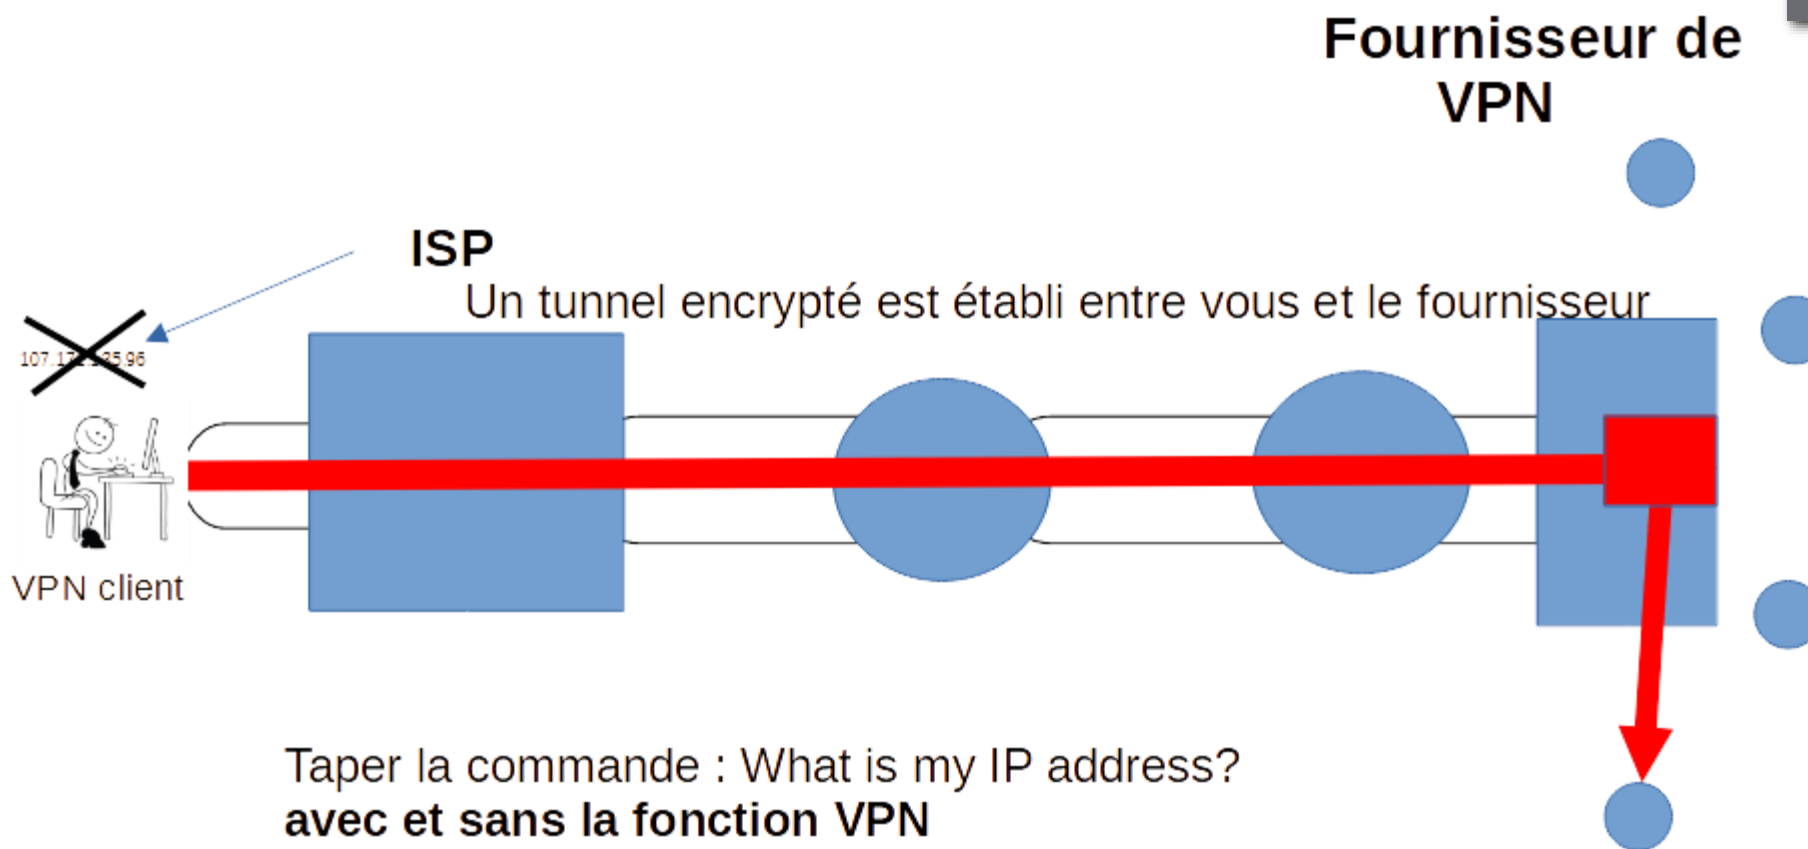 Fournisseur de
VPN
ISP
Un tunnel encrypté est établi entre vous et le fournisseur
VPN client
Taper la commande : What is my IP address?
avec et sans la fonction VPN